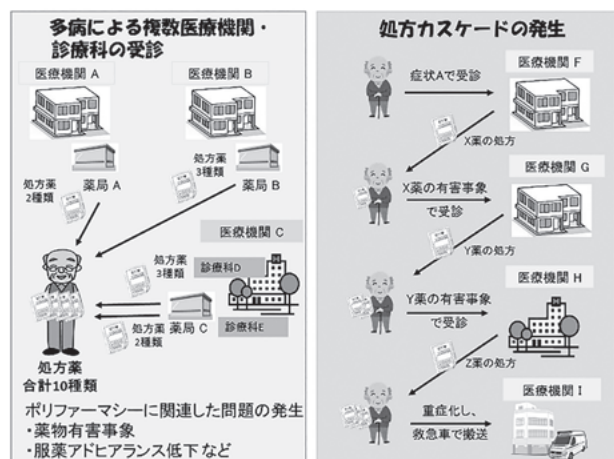 多病による複数医療機関・
診療科の受診
医療機関 A
医療機関 B
処方薬
2種類
薬局 A
処方薬
3種類
薬局 B
医療機関 C
処方薬
3種類
診療科D
薬局 C
診療科E
処方薬
2種類
処方薬
合計10種類
ポリファーマシーに関連した問題の発生
・薬物有害事象
・服薬アドヒアランス低下など
処方カスケードの発生
症状Aで受診
医療機関 F
X薬の処方
医療機関 G
X薬の有害事象
で受診
Y薬の処方
医療機関 H
Y薬の有害事象
で受診
Z薬の処方
医療機関 I
重症化し、
救急車で搬送